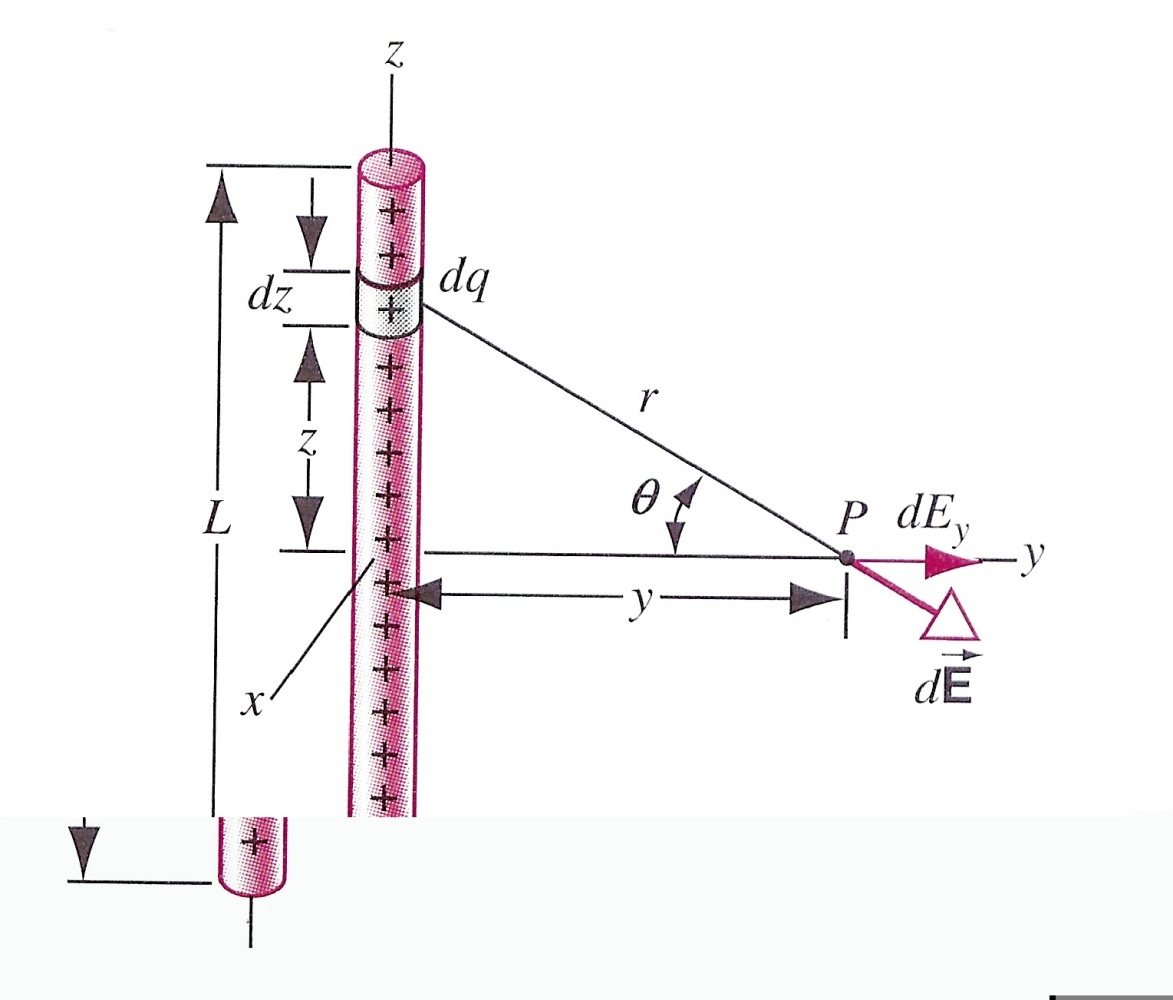 z
+
+
dz
+
dq
+
+
r
+
z
+
θ
L
+
P
dE_y
y
+
y
+
x
+
dE⃗
+
+
+
+